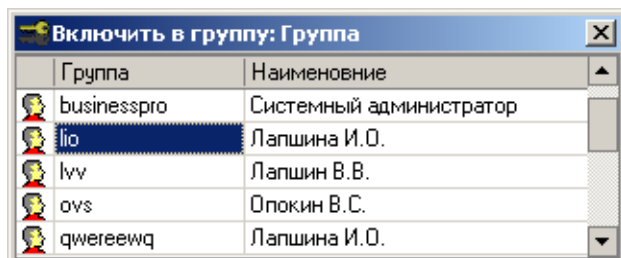 Включить в группу: Группа
Группа Наименовние
businesspro Системный администратор
lio Лапшина И.О.
lvv Лапшин В.В.
ovs Опокин В.С.
qwereewq Лапшина И.О.